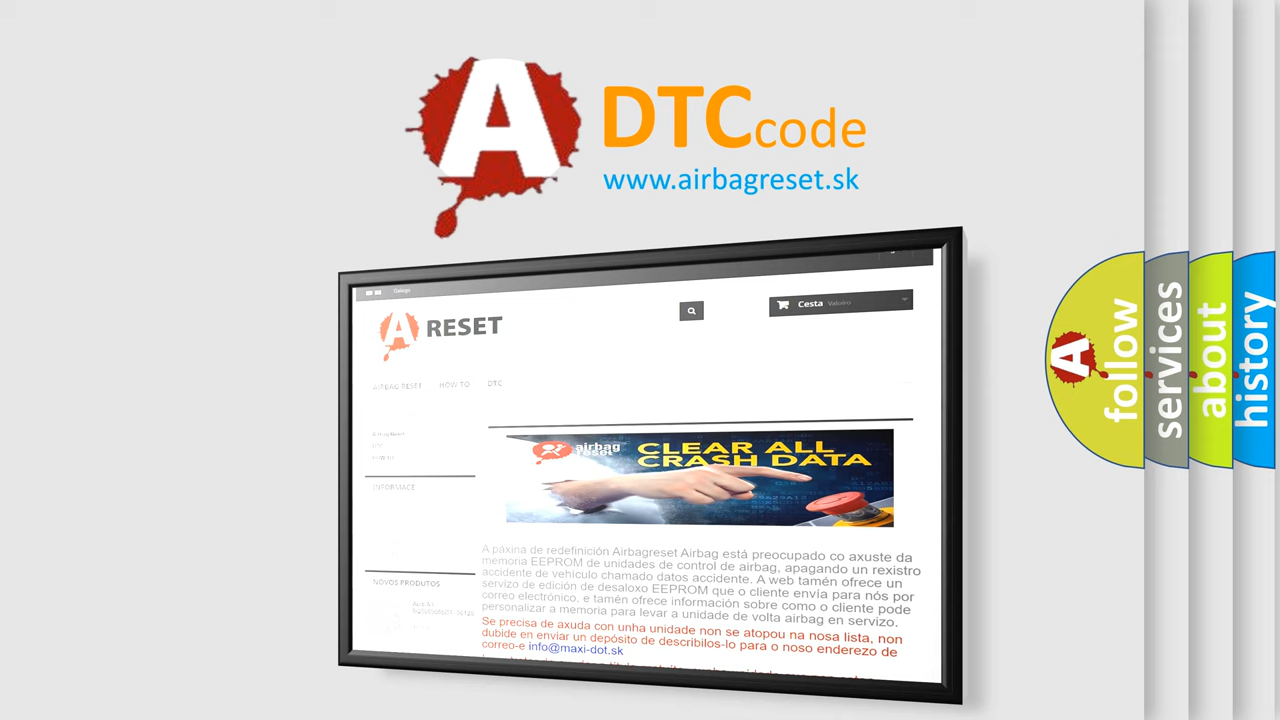 A DTCcode
www.airbagreset.sk
Galego
A RESET
Cesta Valeiro
AIRBAG RESET HOW TO DTC
INFORMACE
NOVOS PRODUTOS
airbag
reset
CLEAR ALL
CRASH DATA
A páxina de redefinición Airbagreset Airbag está preocupado co axuste da
memoria EEPROM de unidades de control de airbag, apagando un rexistro
accidente de vehículo chamado datos accidente. A web tamén ofrece un
servizo de edición de desaloxo EEPROM que o cliente envía para nós por
correo electrónico, e tamén ofrece información sobre como o cliente pode
personalizar a memoria para levar a unidade de volta airbag en servizo.
Se precisa de axuda con unha unidade non se atopou na nosa lista, non
dubide en enviar un depósito de describilos-lo para o noso enderezo de
correo-e info@maxi-dot.sk
A follow
services
about
history